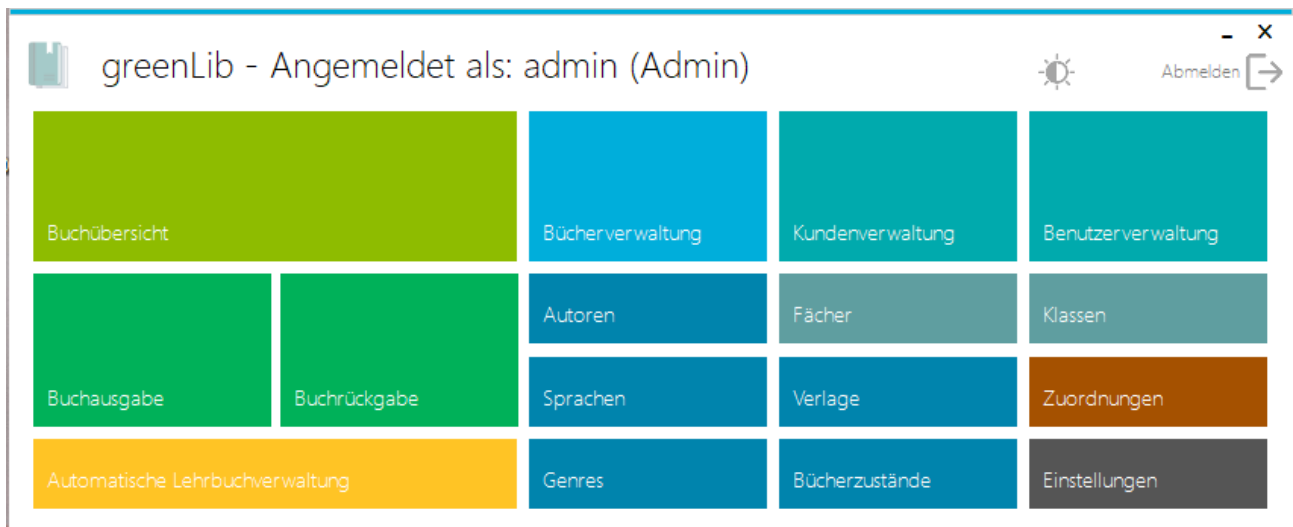 greenLib - Angemeldet als: admin (Admin)
Abmelden
Buchübersicht
Bücherverwaltung
Kundenverwaltung
Benutzerverwaltung
Autoren
Fächer
Klassen
Buchausgabe
Buchrückgabe
Sprachen
Verlage
Zuordnungen
Automatische Lehrbuchverwaltung
Genres
Bücherzustände
Einstellungen